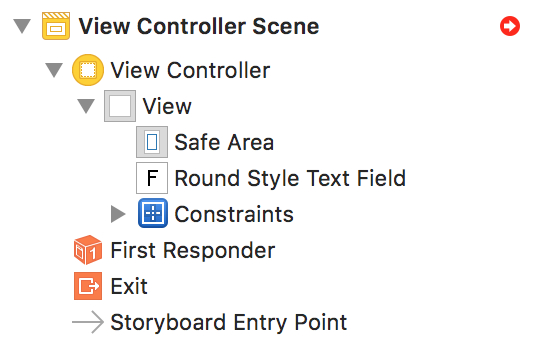 View Controller Scene
View Controller
View
Safe Area
F Round Style Text Field
Constraints
1 First Responder
Exit
Storyboard Entry Point